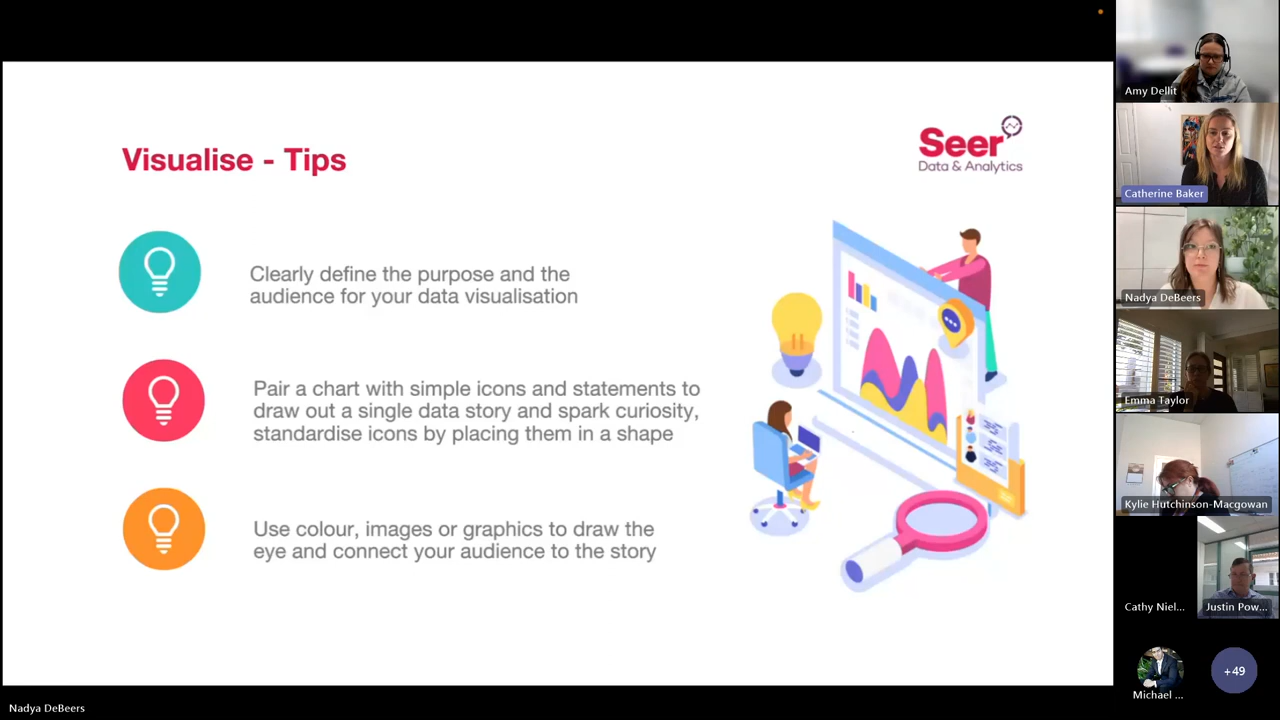 Visualise - Tips
Seer
Data & Analytics
Clearly define the purpose and the
audience for your data visualisation
Pair a chart with simple icons and statements to
draw out a single data story and spark curiosity,
standardise icons by placing them in a shape
Use colour, images or graphics to draw the
eye and connect your audience to the story
Amy Dellit
Catherine Baker
Nadya DeBeers
Emma Taylor
Kylie Hutchinson-Macgowan
Cathy Niel...
Justin Pow...
Michael ...
+49
Nadya DeBeers